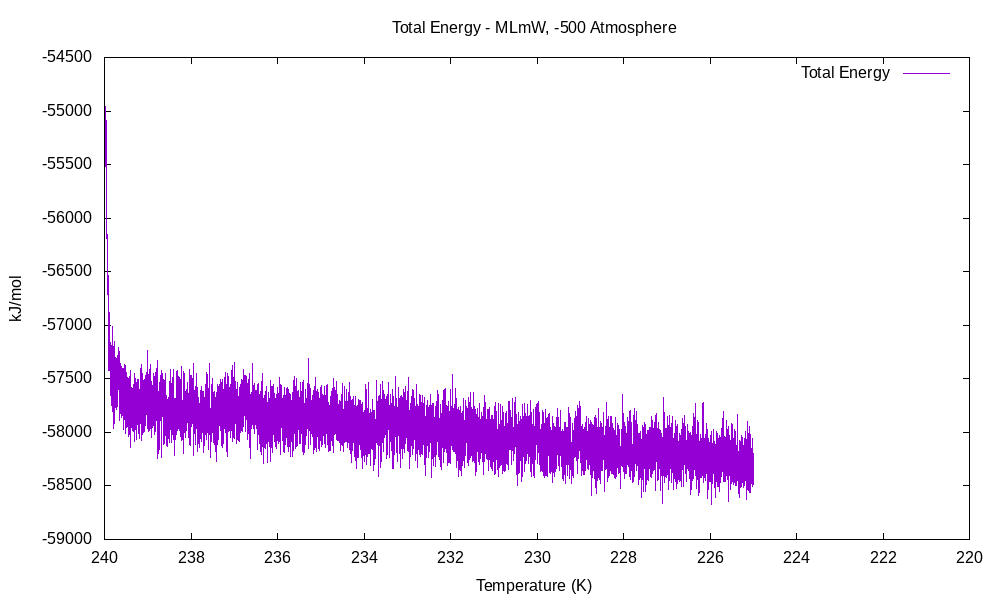 Total Energy - MLmW, -500 Atmosphere
Total Energy
-54500
-55000
-55500
-56000
-56500
-57000
-57500
-58000
-58500
-59000
kJ/mol
240 238 236 234 232 230 228 226 224 222 220
Temperature (K)